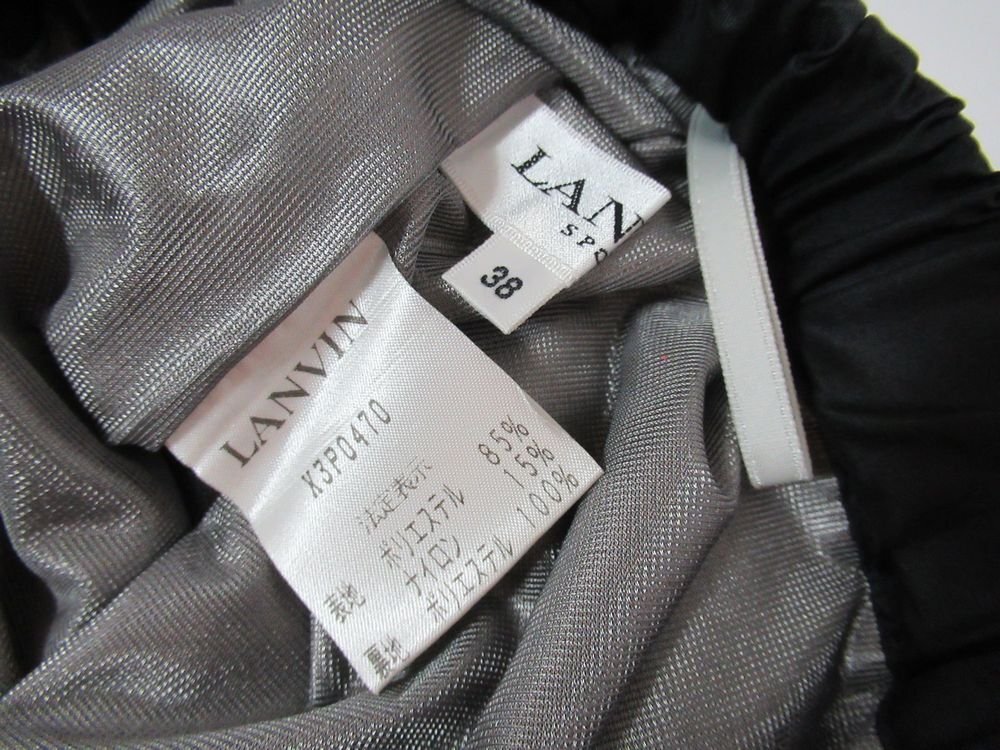 LAN
SPO
38
LANVIN
X3P0470
法定表示
表地 ポリエステル 85%
ナイロン 15%
裏地 ポリエステル 100%